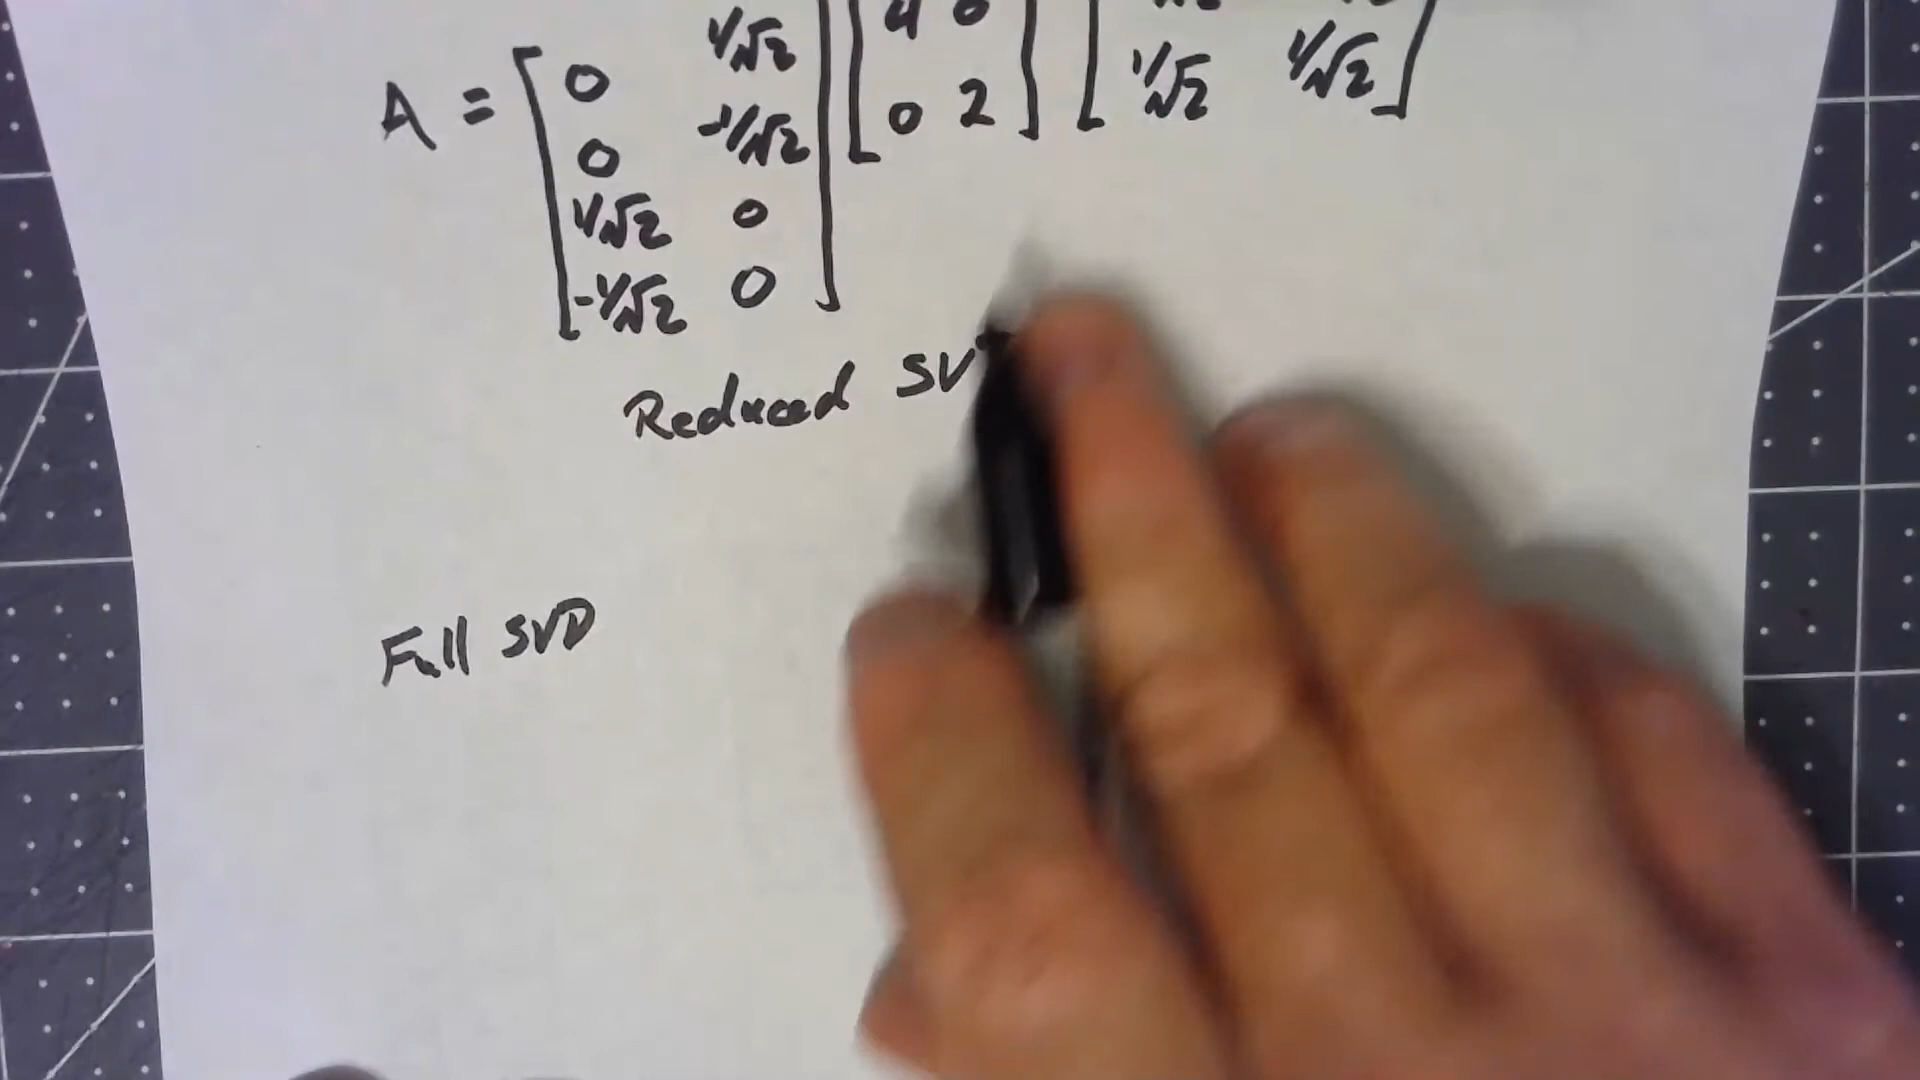 A = [ 0 1/√2 ] [ 4 0 ] [
0 -1/√2 0 2 1/√2 1/√2 ]
1/√2 0
-1/√2 0
Reduced SV
Full SVD